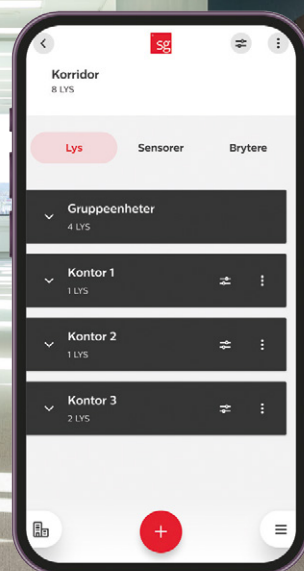 sg
Korridor
8 LYS
Lys Sensorer Brytere
Gruppeenheter
4 LYS
Kontor 1
1 LYS
Kontor 2
1 LYS
Kontor 3
2 LYS